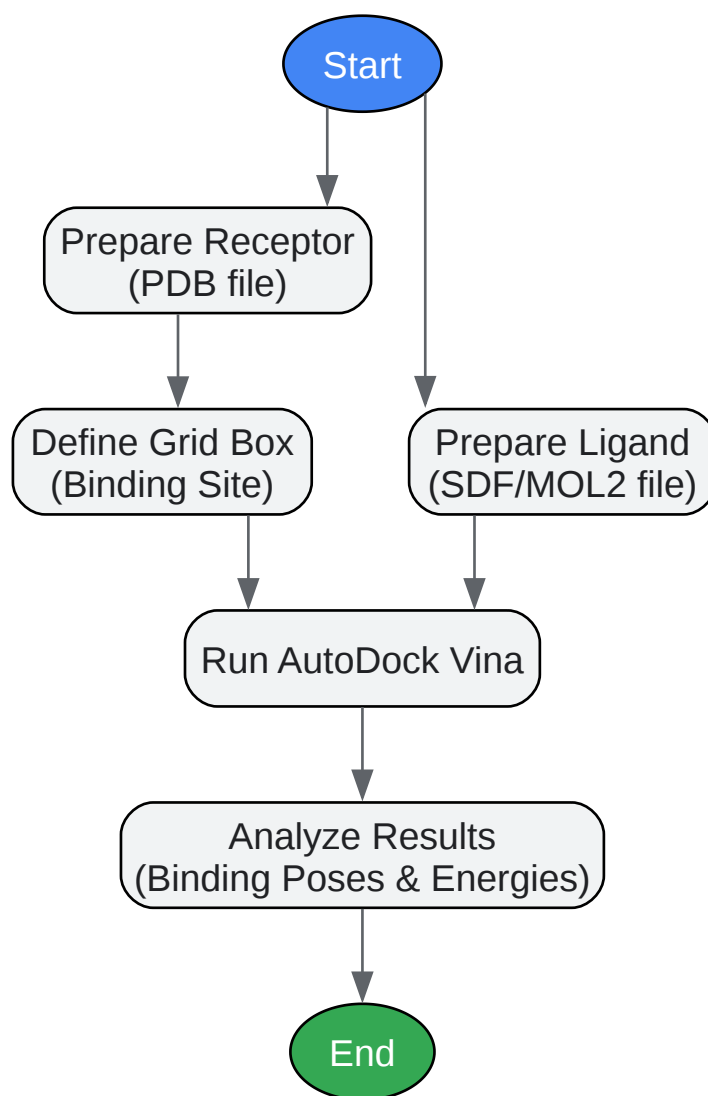 Start
Prepare Receptor
(PDB file)
Define Grid Box
(Binding Site)
Prepare Ligand
(SDF/MOL2 file)
Run AutoDock Vina
Analyze Results
(Binding Poses & Energies)
End